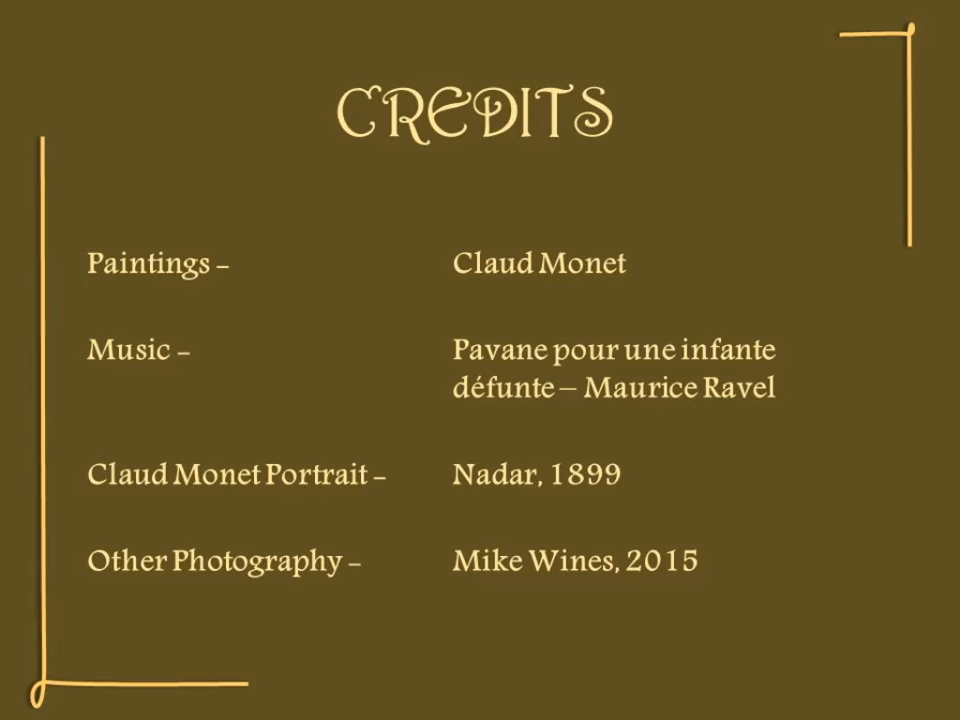 CREDITS
Paintings - Claud Monet
Music - Pavane pour une infante
défunte – Maurice Ravel
Claud Monet Portrait - Nadar, 1899
Other Photography - Mike Wines, 2015